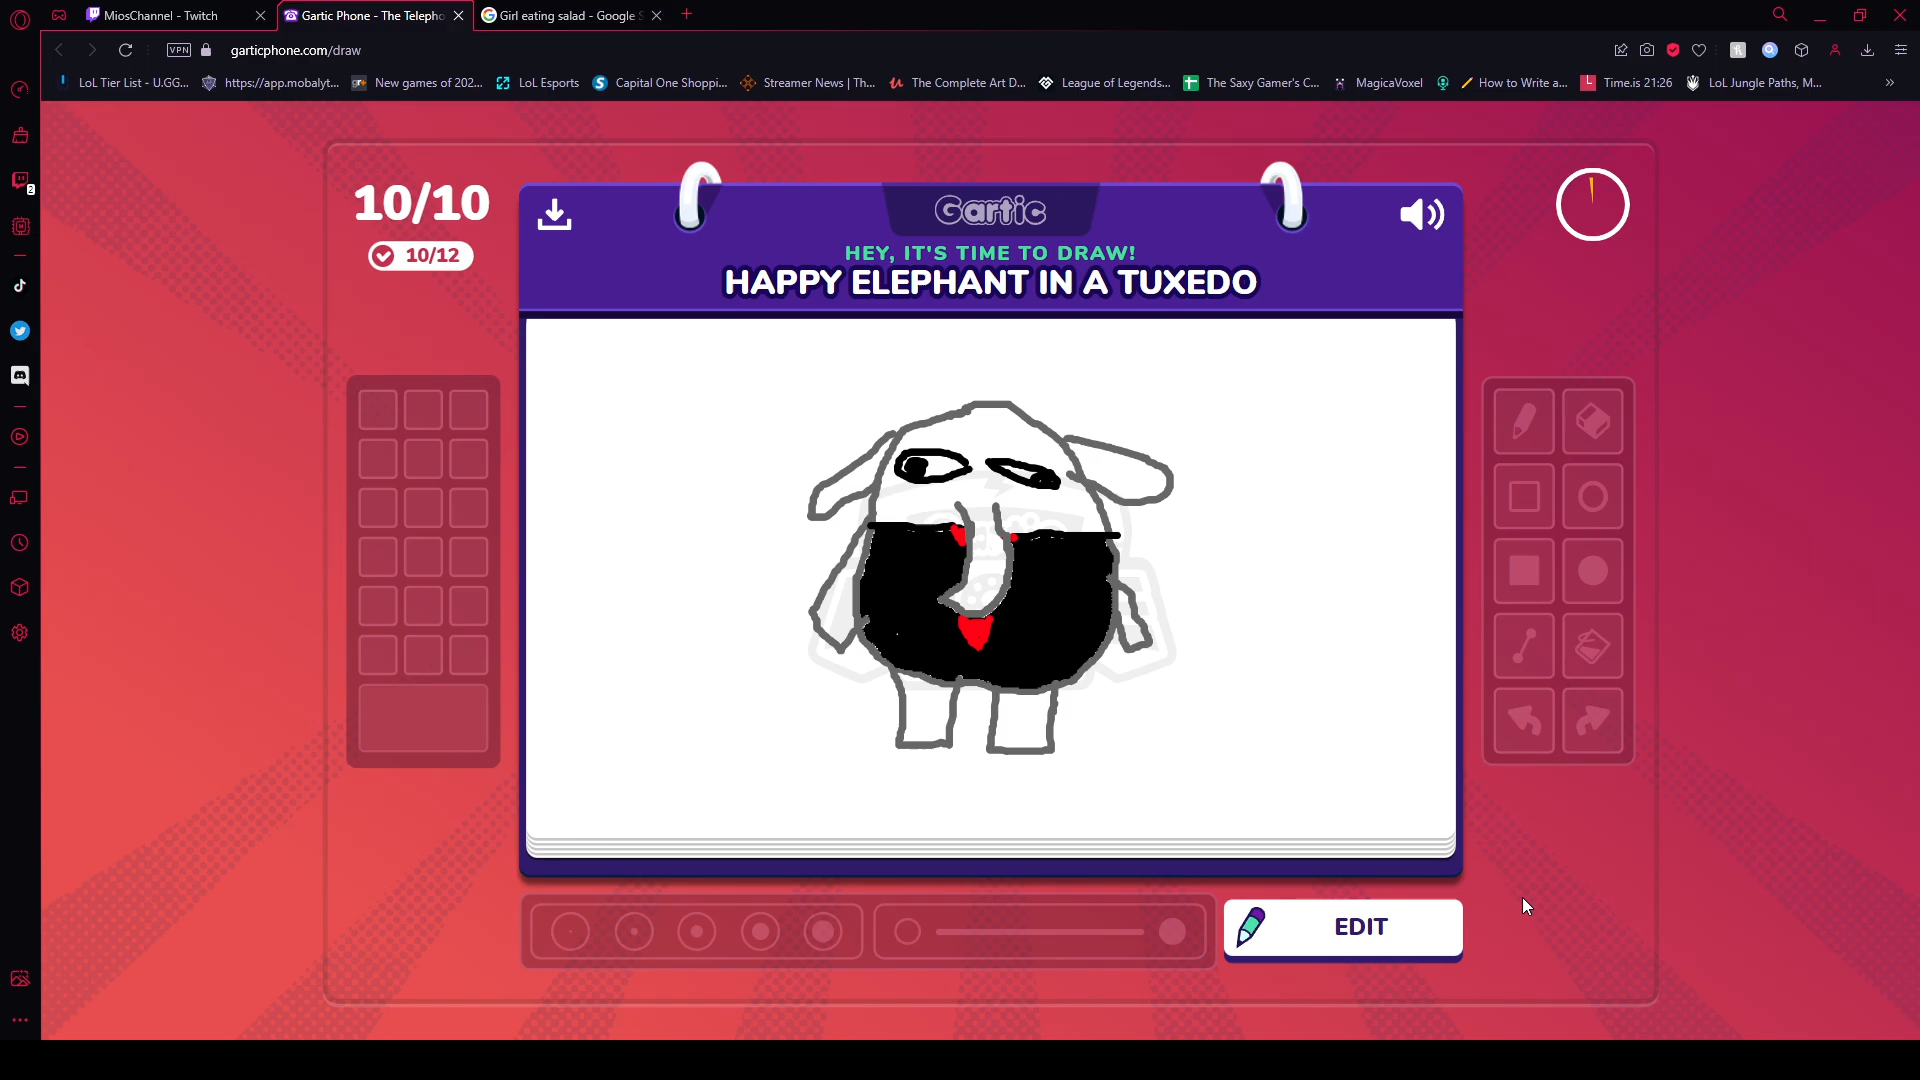 MiosChannel - Twitch
Gartic Phone - The Telepho
Girl eating salad - Google S
VPN
garticphone.com/draw
LoL Tier List - U.GG...
https://app.mobalyt...
New games of 202...
LoL Esports
Capital One Shoppi...
Streamer News | Th...
The Complete Art D...
League of Legends...
The Saxy Gamer's C...
MagicaVoxel
How to Write a...
Time.is 21:26
LoL Jungle Paths, M...
2
10/10
10/12
Gartic
HEY, IT'S TIME TO DRAW!
HAPPY ELEPHANT IN A TUXEDO
EDIT